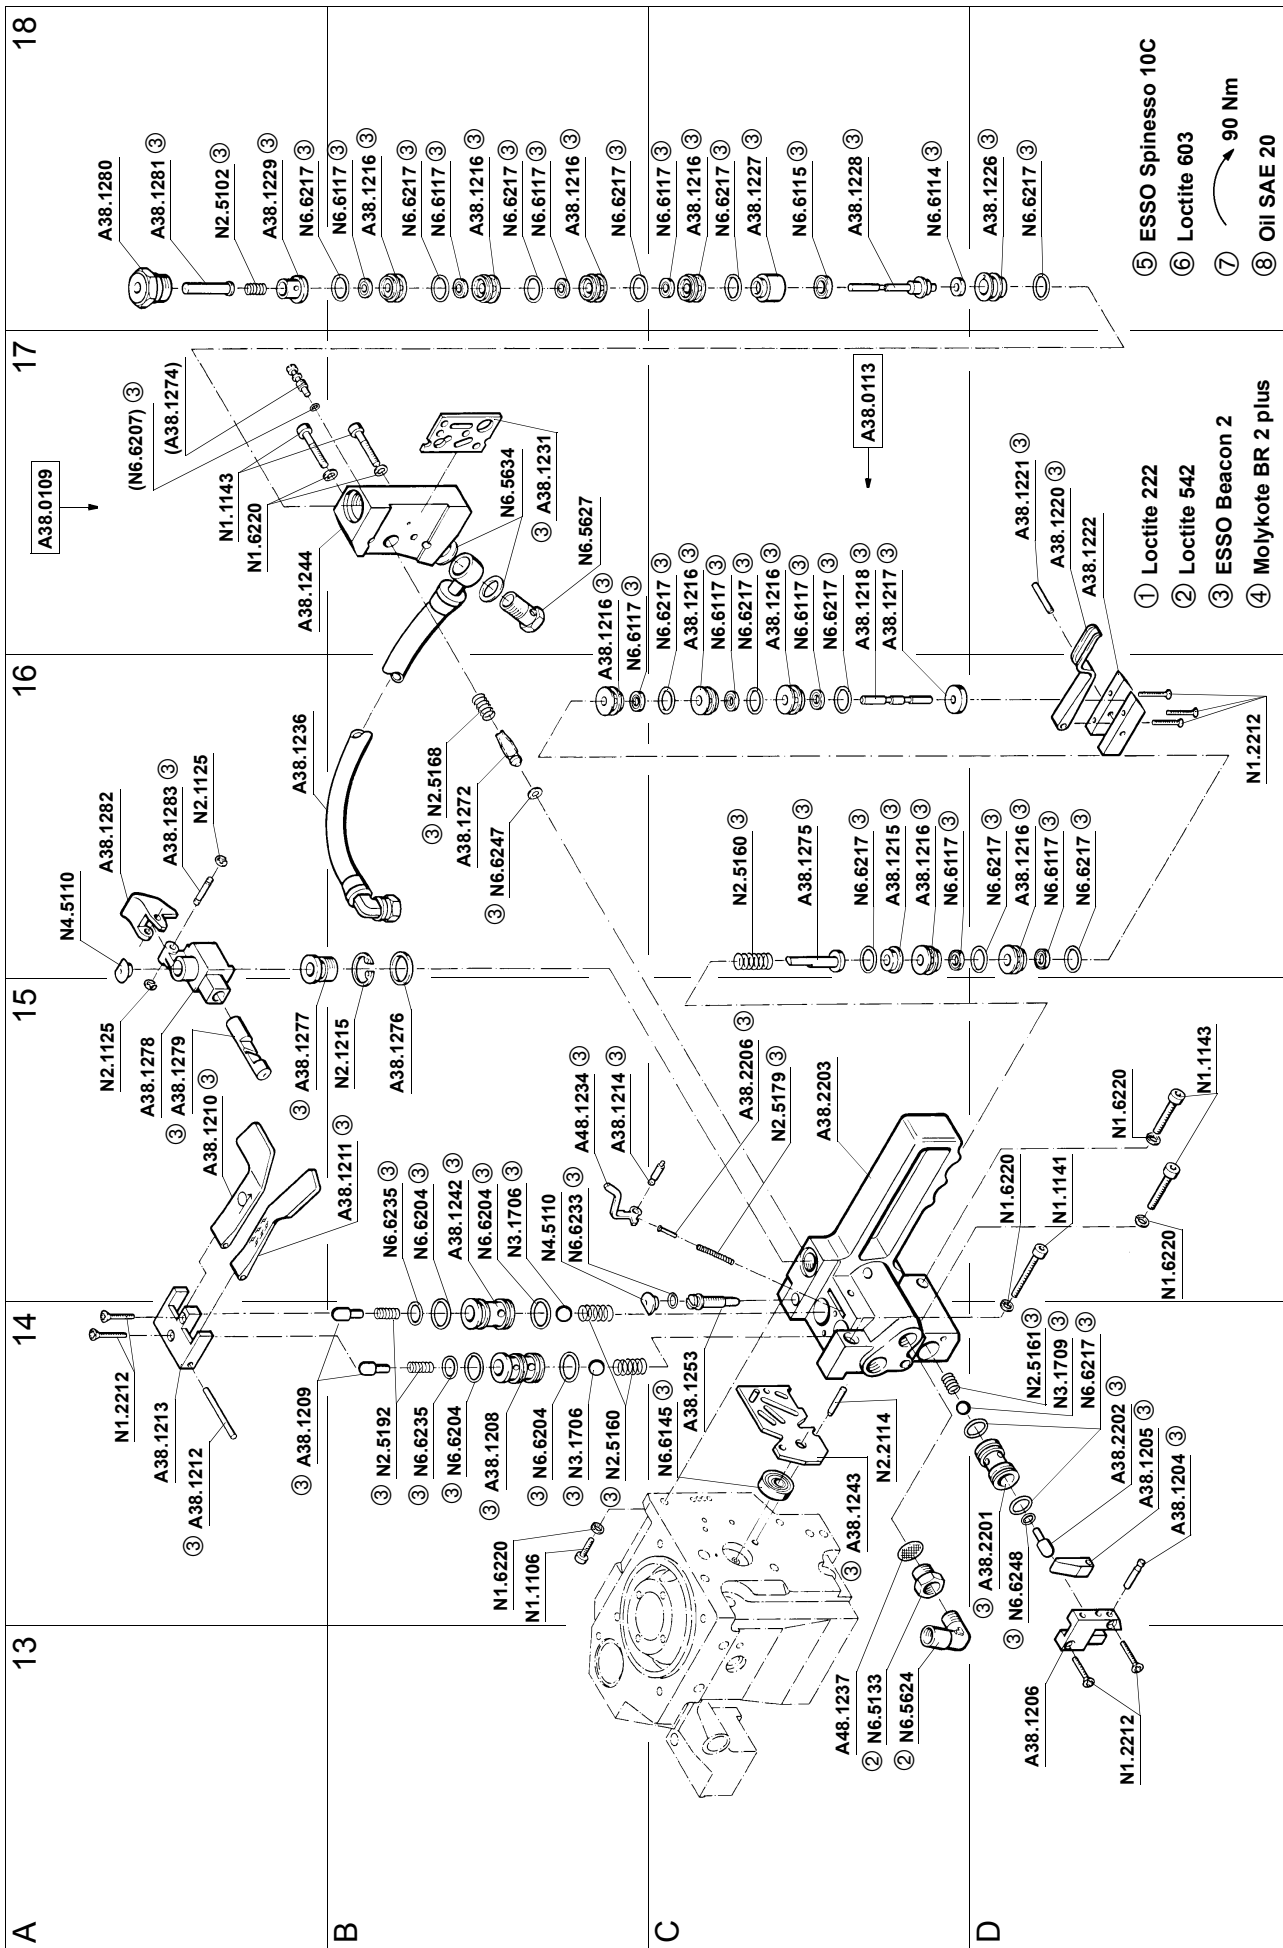 13
14
15
16
17
18
A
B
C
D
N1.2212
A38.1213
③ A38.1212
③ A38.1209
③ N2.5192
③ N6.6235
③ N6.6204
③ A38.1208
③ N6.6204
③ N3.1706
③ N2.5160
N6.6145 ③
A38.1253
N1.6220
N1.1106
N2.2114
③ A38.1243
A48.1237
② N6.5133
② N6.5624
③ A38.2201
③ N6.6248
A38.1206
N1.2212
N2.5161 ③
N3.1709 ③
N6.6217 ③
A38.2202 ③
A38.1205 ③
A38.1204 ③
N4.5110
N2.1125
A38.1278
③ A38.1279
A38.1210 ③
A38.1211 ③
A38.1282
A38.1283 ③
N2.1125
③ A38.1277
N2.1215
A38.1276
N6.6235 ③
N6.6204 ③
A38.1242 ③
N6.6204 ③
N3.1706 ③
N4.5110
N6.6233 ③
A48.1234 ③
A38.1214 ③
A38.2206 ③
N2.5179 ③
A38.2203
N1.6220
N1.1141
N1.6220
N1.1143
N1.6220
A38.1236
③ N2.5168
A38.1272
③ N6.6247
N2.5160 ③
A38.1275 ③
N6.6217 ③
A38.1215 ③
A38.1216 ③
N6.6117 ③
N6.6217 ③
A38.1216 ③
N6.6117 ③
N6.6217 ③
A38.0109
(N6.6207) ③
(A38.1274)
N1.1143
N1.6220
A38.1244
N6.5634
③ A38.1231
N6.5627
A38.1216 ③
N6.6117 ③
N6.6217 ③
A38.1216 ③
N6.6117 ③
N6.6217 ③
A38.1216 ③
N6.6117 ③
N6.6217 ③
A38.1218 ③
A38.1217 ③
A38.0113
A38.1221 ③
A38.1220 ③
A38.1222
N1.2212
A38.1280
A38.1281 ③
N2.5102 ③
A38.1229 ③
N6.6217 ③
N6.6117 ③
A38.1216 ③
N6.6217 ③
N6.6117 ③
A38.1216 ③
N6.6217 ③
N6.6117 ③
A38.1216 ③
N6.6217 ③
N6.6117 ③
A38.1216 ③
N6.6217 ③
A38.1227 ③
N6.6115 ③
A38.1228 ③
N6.6114 ③
A38.1226 ③
N6.6217 ③
① Loctite 222
② Loctite 542
③ ESSO Beacon 2
④ Molykote BR 2 plus
⑤ ESSO Spinesso 10C
⑥ Loctite 603
⑦ 90 Nm
⑧ Oil SAE 20